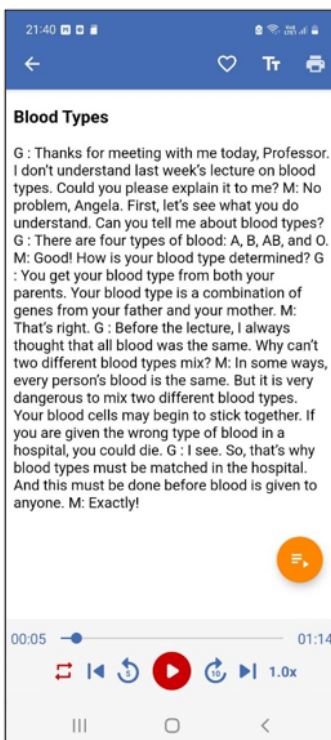 21:40
Blood Types
G : Thanks for meeting with me today, Professor.
I don't understand last week's lecture on blood
types. Could you please explain it to me? M: No
problem, Angela. First, let's see what you do
understand. Can you tell me about blood types?
G : There are four types of blood: A, B, AB, and O.
M: Good! How is your blood type determined? G
: You get your blood type from both your
parents. Your blood type is a combination of
genes from your father and your mother. M:
That's right. G : Before the lecture, I always
thought that all blood was the same. Why can't
two different blood types mix? M: In some ways,
every person's blood is the same. But it is very
dangerous to mix two different blood types.
Your blood cells may begin to stick together. If
you are given the wrong type of blood in a
hospital, you could die. G : I see. So, that's why
blood types must be matched in the hospital.
And this must be done before blood is given to
anyone. M: Exactly!
00:05 01:14
5 10 1.0x